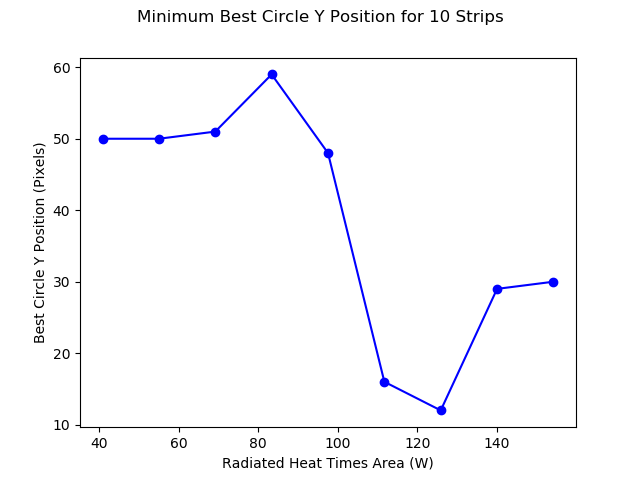 Minimum Best Circle Y Position for 10 Strips
60
50
40
30
20
10
Best Circle Y Position (Pixels)
40 60 80 100 120 140
Radiated Heat Times Area (W)